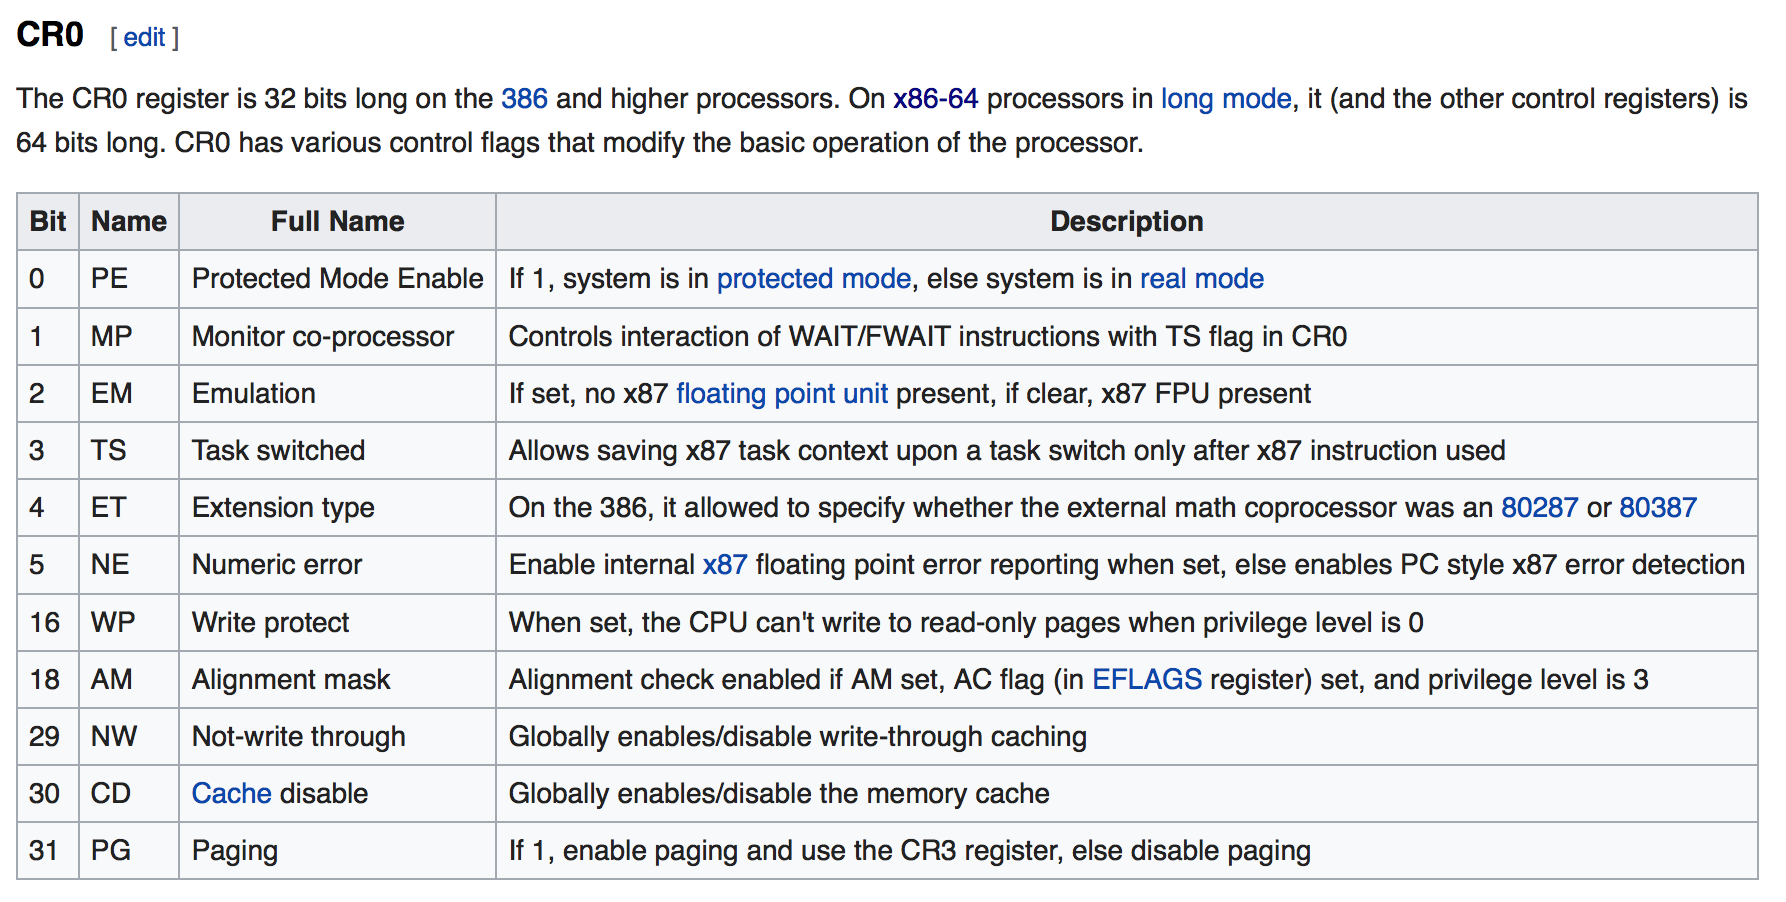 CR0 [ edit ]
The CR0 register is 32 bits long on the 386 and higher processors. On x86-64 processors in long mode, it (and the other control registers) is
64 bits long. CR0 has various control flags that modify the basic operation of the processor.
Bit Name Full Name Description
0 PE Protected Mode Enable If 1, system is in protected mode, else system is in real mode
1 MP Monitor co-processor Controls interaction of WAIT/FWAIT instructions with TS flag in CR0
2 EM Emulation If set, no x87 floating point unit present, if clear, x87 FPU present
3 TS Task switched Allows saving x87 task context upon a task switch only after x87 instruction used
4 ET Extension type On the 386, it allowed to specify whether the external math coprocessor was an 80287 or 80387
5 NE Numeric error Enable internal x87 floating point error reporting when set, else enables PC style x87 error detection
16 WP Write protect When set, the CPU can't write to read-only pages when privilege level is 0
18 AM Alignment mask Alignment check enabled if AM set, AC flag (in EFLAGS register) set, and privilege level is 3
29 NW Not-write through Globally enables/disable write-through caching
30 CD Cache disable Globally enables/disable the memory cache
31 PG Paging If 1, enable paging and use the CR3 register, else disable paging